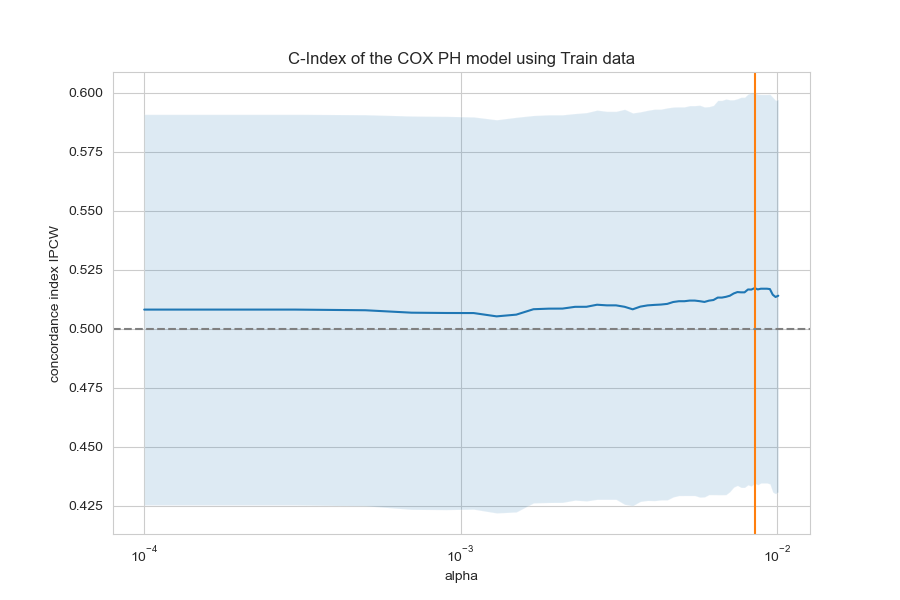 C-Index of the COX PH model using Train data
0.600
0.575
0.550
0.525
0.500
0.475
0.450
0.425
concordance index IPCW
10⁻⁴ 10⁻³ 10⁻²
alpha